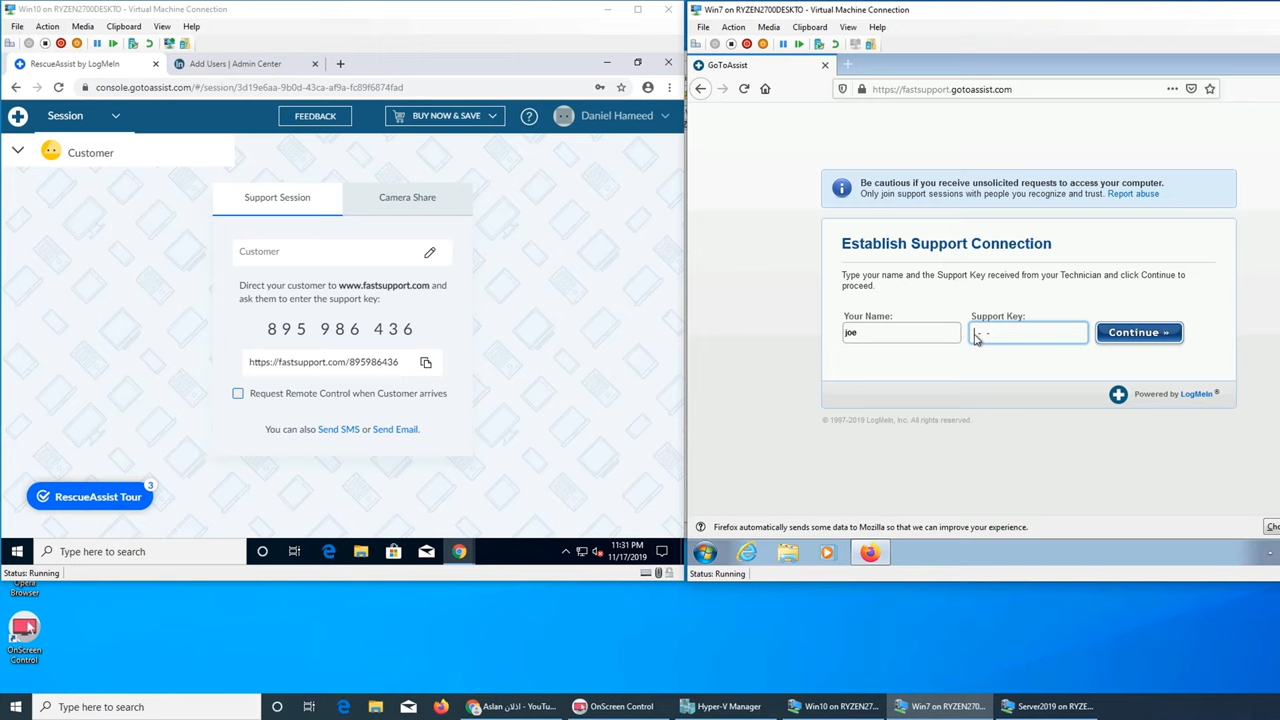 Win10 on RYZEN2700DESKTO - Virtual Machine Connection
File Action Media Clipboard View Help
RescueAssist by LogMeIn
Add Users | Admin Center
console.gotoassist.com/#/session/3d19e6aa-9b0d-43ca-af9a-fc89f6874fad
Session
FEEDBACK
BUY NOW & SAVE
Daniel Hameed
Customer
Support Session
Camera Share
Customer
Direct your customer to www.fastsupport.com and
ask them to enter the support key:
895 986 436
https://fastsupport.com/895986436
Request Remote Control when Customer arrives
You can also Send SMS or Send Email.
RescueAssist Tour
3
Type here to search
11:31 PM
11/17/2019
Status: Running
Win7 on RYZEN2700DESKTO - Virtual Machine Connection
File Action Media Clipboard View Help
GoToAssist
https://fastsupport.gotoassist.com
Be cautious if you receive unsolicited requests to access your computer.
Only join support sessions with people you recognize and trust. Report abuse
Establish Support Connection
Type your name and the Support Key received from your Technician and click Continue to
proceed.
Your Name:
Support Key:
joe
- -
Continue »
Powered by LogMeIn ®
© 1997-2019 LogMeIn, Inc. All rights reserved.
Firefox automatically sends some data to Mozilla so that we can improve your experience.
Status: Running
Opera
Browser
OnScreen
Control
Type here to search
Aslan اذلان - YouTu...
OnScreen Control
Hyper-V Manager
Win10 on RYZEN27...
Win7 on RYZEN270...
Server2019 on RYZE...